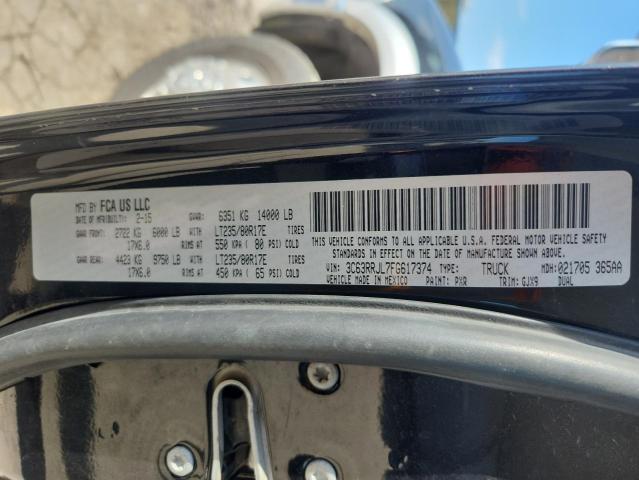 MFD BY FCA US LLC
DATE OF MFR(BUILT): 2-15 GVWR: 6351 KG 14000 LB
GAWR FRONT: 2722 KG 6000 LB LT235/80R17E TIRES
17X6.0 RIMS AT 550 KPA ( 80 PSI) COLD
GAWR REAR: 4423 KG 9750 LB LT235/80R17E TIRES
17X6.0 RIMS AT 450 KPA ( 65 PSI) COLD
THIS VEHICLE CONFORMS TO ALL APPLICABLE U.S.A. FEDERAL MOTOR VEHICLE SAFETY
STANDARDS IN EFFECT ON THE DATE OF MANUFACTURE SHOWN ABOVE.
VIN: 3C63RRJL7FG617374 TYPE: TRUCK MDH: 021705 365AA
VEHICLE MADE IN MEXICO PAINT: PXR TRIM: GJX9 DUAL